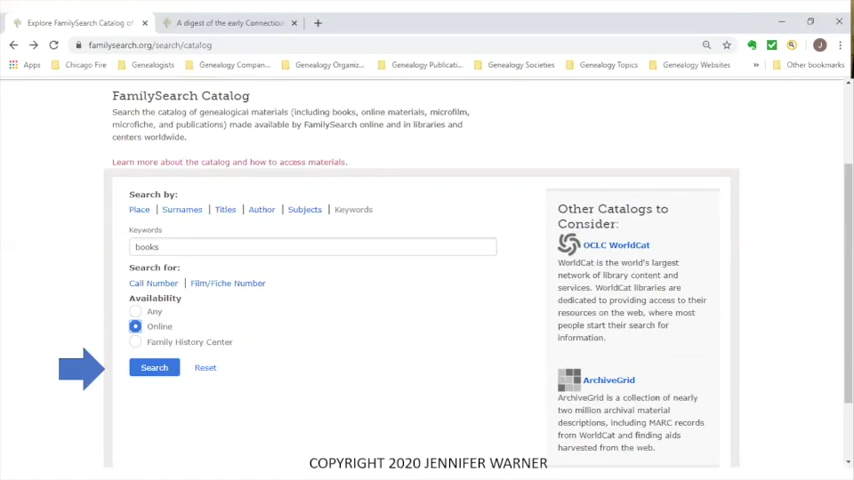 Explore FamilySearch Catalog of
A digest of the early Connecticut
familysearch.org/search/catalog
J
Apps
Chicago Fire
Genealogists
Genealogy Compan...
Genealogy Organiz...
Genealogy Publicati...
Genealogy Societies
Genealogy Topics
Genealogy Websites
»
Other bookmarks
FamilySearch Catalog
Search the catalog of genealogical materials (including books, online materials, microfilm,
microfiche, and publications) made available by FamilySearch online and in libraries and
centers worldwide.
Learn more about the catalog and how to access materials.
Search by:
Place | Surnames | Titles | Author | Subjects | Keywords
Keywords
books
Search for:
Call Number | Film/Fiche Number
Availability
Any
Online
Family History Center
Search
Reset
Other Catalogs to
Consider:
OCLC WorldCat
WorldCat is the world's largest
network of library content and
services. WorldCat libraries are
dedicated to providing access to their
resources on the web, where most
people start their search for
information.
ArchiveGrid
ArchiveGrid is a collection of nearly
two million archival material
descriptions, including MARC records
from WorldCat and finding aids
harvested from the web.
COPYRIGHT 2020 JENNIFER WARNER